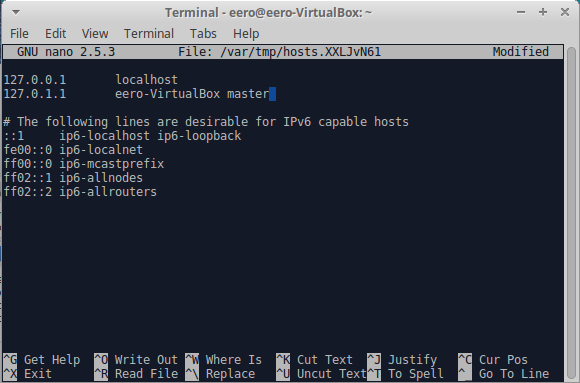 Terminal - eero@eero-VirtualBox: ~
File Edit View Terminal Tabs Help
GNU nano 2.5.3 File: /var/tmp/hosts.XXLJvN61 Modified
127.0.0.1 localhost
127.0.1.1 eero-VirtualBox master
# The following lines are desirable for IPv6 capable hosts
::1 ip6-localhost ip6-loopback
fe00::0 ip6-localnet
ff00::0 ip6-mcastprefix
ff02::1 ip6-allnodes
ff02::2 ip6-allrouters
^G Get Help ^O Write Out ^W Where Is ^K Cut Text ^J Justify ^C Cur Pos
^X Exit ^R Read File ^\ Replace ^U Uncut Text ^T To Spell ^_ Go To Line